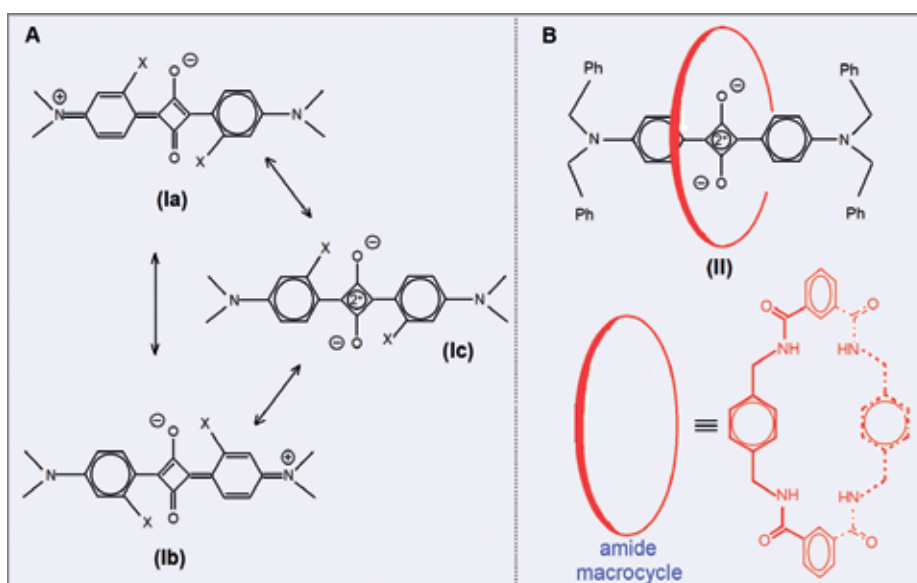 A
X
O
⊖
⊕
N
N
O
X
(Ia)
X
O
⊖
N
2+
N
⊖
O
X
(Ic)
⊖
O
X
⊕
N
N
X
O
(Ib)
B
Ph
Ph
O
⊖
N
2+
N
⊖
O
Ph
Ph
(II)
O
O
NH
HN
≡
NH
HN
O
O
amide
macrocycle